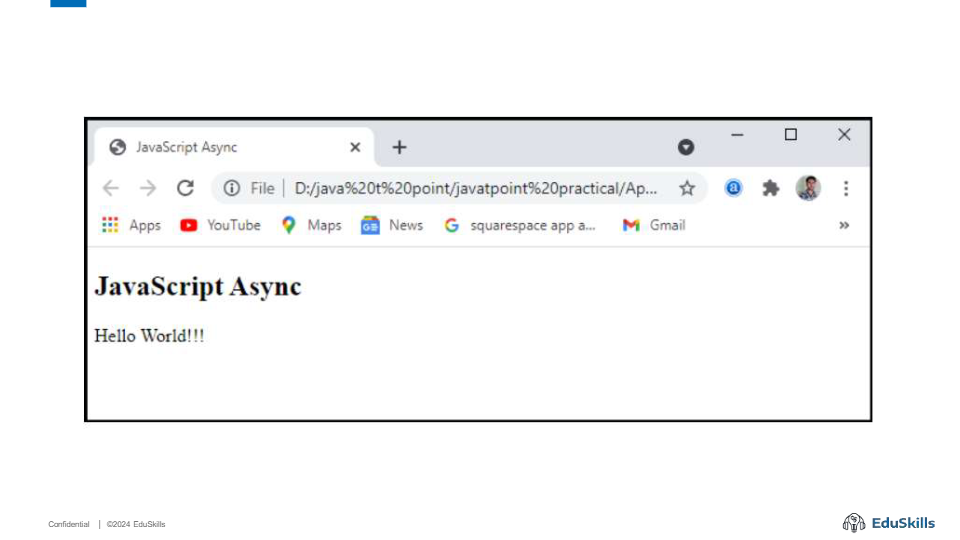 JavaScript Async
File | D:/java%20t%20point/javatpoint%20practical/Ap...
a
Apps YouTube Maps GE News squarespace app a... Gmail »
JavaScript Async
Hello World!!!
Confidential | ©2024 EduSkills
EduSkills